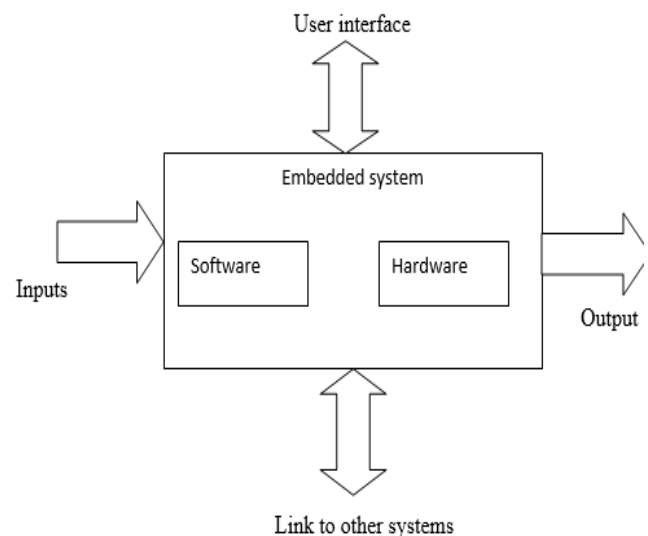 User interface
Embedded system
Software
Hardware
Inputs
Output
Link to other systems